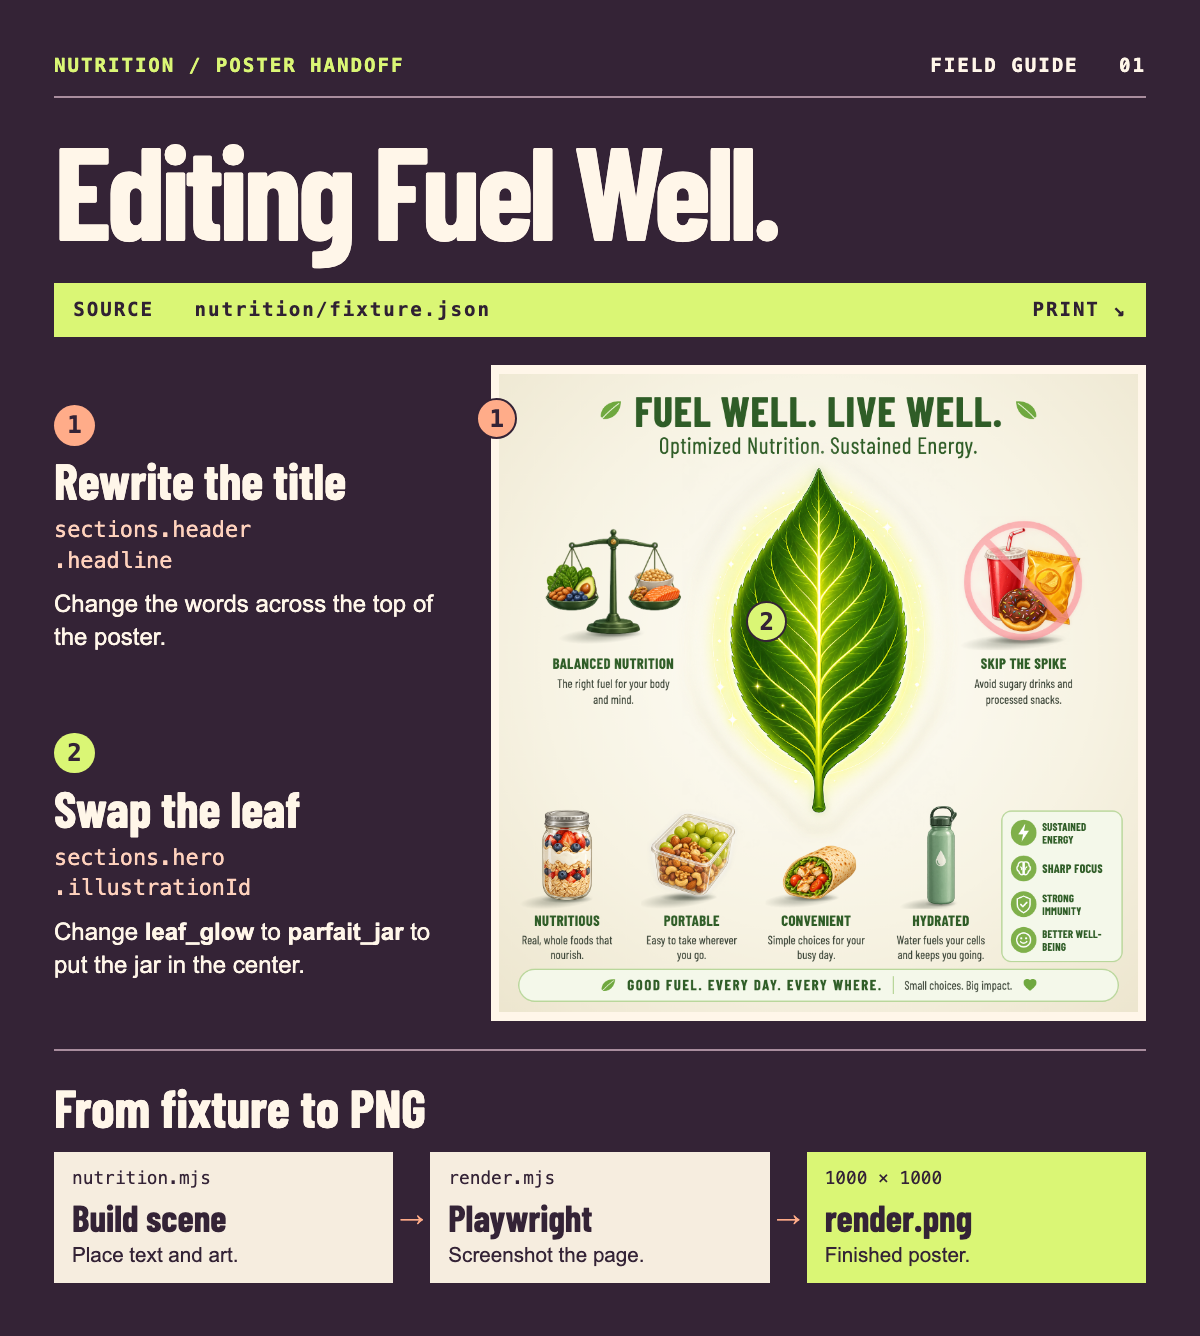 NUTRITION / POSTER HANDOFF
FIELD GUIDE 01
Editing Fuel Well.
SOURCE nutrition/fixture.json
PRINT ↘
1
Rewrite the title
sections.header
.headline
Change the words across the top of
the poster.
2
Swap the leaf
sections.hero
.illustrationId
Change leaf_glow to parfait_jar to
put the jar in the center.
1
FUEL WELL. LIVE WELL.
Optimized Nutrition. Sustained Energy.
2
BALANCED NUTRITION
The right fuel for your body
and mind.
SKIP THE SPIKE
Avoid sugary drinks and
processed snacks.
NUTRITIOUS
Real, whole foods that
nourish.
PORTABLE
Easy to take wherever
you go.
CONVENIENT
Simple choices for your
busy day.
HYDRATED
Water fuels your cells
and keeps you going.
SUSTAINED
ENERGY
SHARP FOCUS
STRONG
IMMUNITY
BETTER WELL-
BEING
GOOD FUEL. EVERY DAY. EVERY WHERE.
Small choices. Big impact.
From fixture to PNG
nutrition.mjs
Build scene
Place text and art.
→
render.mjs
Playwright
Screenshot the page.
→
1000 × 1000
render.png
Finished poster.